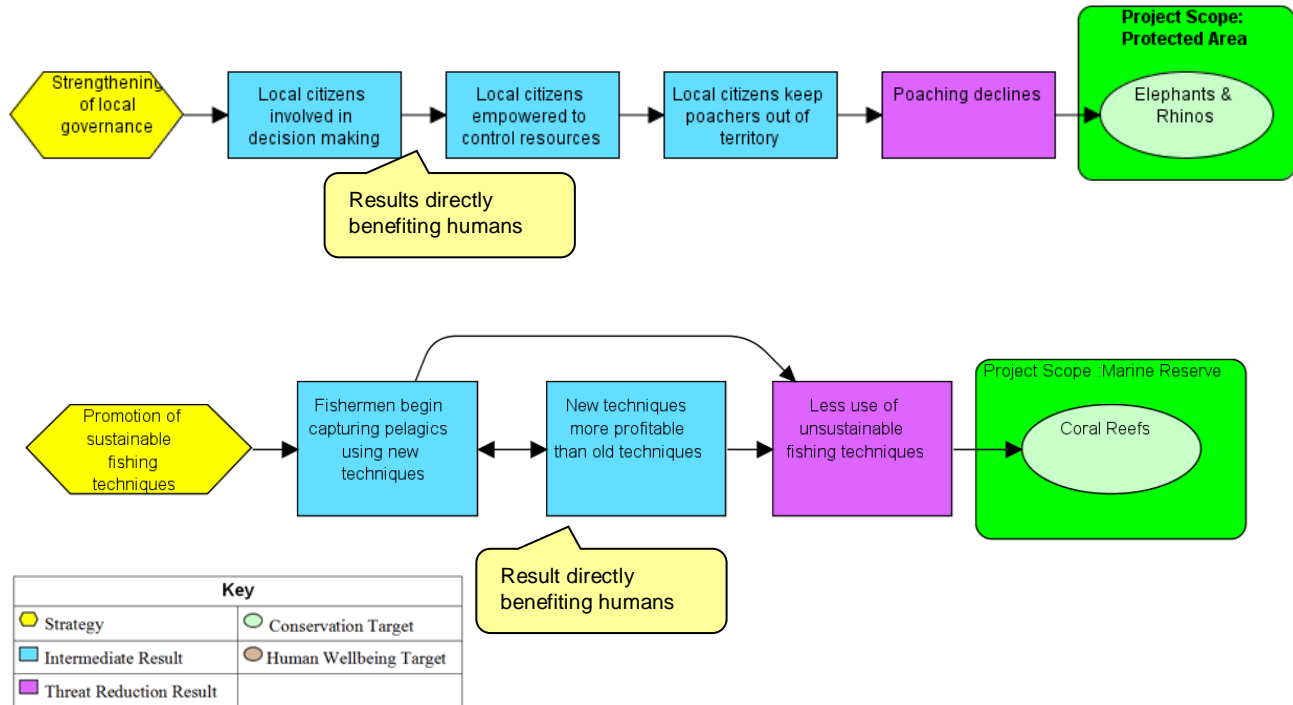 Project Scope:
Protected Area
Strengthening
of local
governance
Local citizens
involved in
decision making
Local citizens
empowered to
control resources
Local citizens keep
poachers out of
territory
Poaching declines
Elephants &
Rhinos
Results directly
benefiting humans
Promotion of
sustainable
fishing
techniques
Fishermen begin
capturing pelagics
using new
techniques
New techniques
more profitable
than old techniques
Less use of
unsustainable
fishing techniques
Project Scope :Marine Reserve
Coral Reefs
Result directly
benefiting humans
Key
Strategy
Conservation Target
Intermediate Result
Human Wellbeing Target
Threat Reduction Result